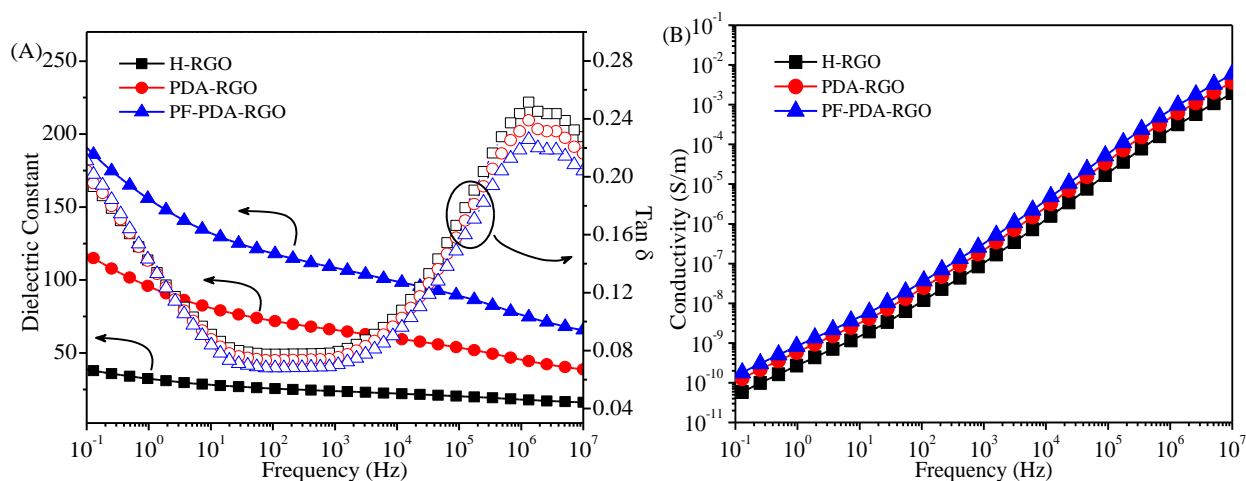 (A)
H-RGO
PDA-RGO
PF-PDA-RGO
Dielectric Constant
250
200
150
100
50
Tan δ
0.28
0.24
0.20
0.16
0.12
0.08
0.04
10⁻¹ 10⁰ 10¹ 10² 10³ 10⁴ 10⁵ 10⁶ 10⁷
Frequency (Hz)
(B)
H-RGO
PDA-RGO
PF-PDA-RGO
Conductivity (S/m)
10⁻¹
10⁻²
10⁻³
10⁻⁴
10⁻⁵
10⁻⁶
10⁻⁷
10⁻⁸
10⁻⁹
10⁻¹⁰
10⁻¹¹
10⁻¹ 10⁰ 10¹ 10² 10³ 10⁴ 10⁵ 10⁶ 10⁷
Frequency (Hz)